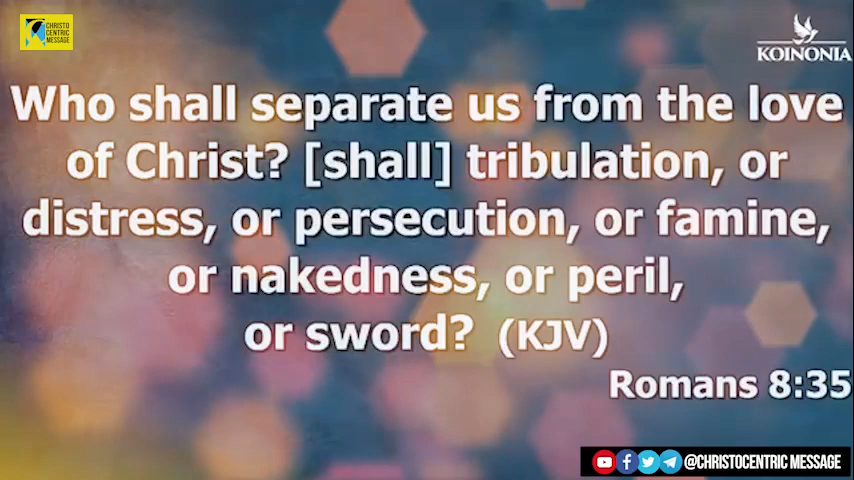 CHRISTO
CENTRIC
MESSAGE
KOINONIA
Who shall separate us from the love
of Christ? [shall] tribulation, or
distress, or persecution, or famine,
or nakedness, or peril,
or sword? (KJV)
Romans 8:35
@CHRISTOCENTRIC MESSAGE